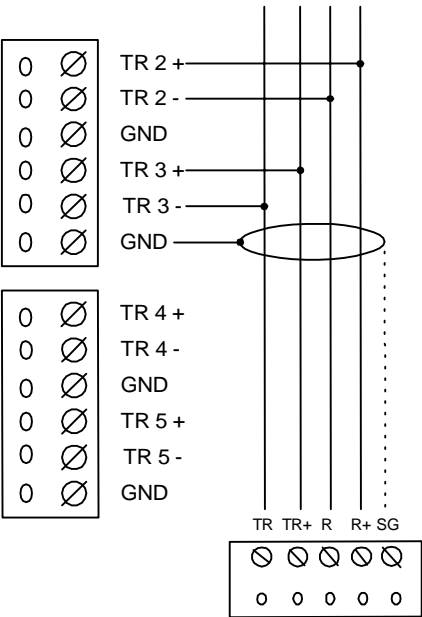 TR 2 +
TR 2 -
GND
TR 3 +
TR 3 -
GND
TR 4 +
TR 4 -
GND
TR 5 +
TR 5 -
GND
TR TR+ R R+ SG